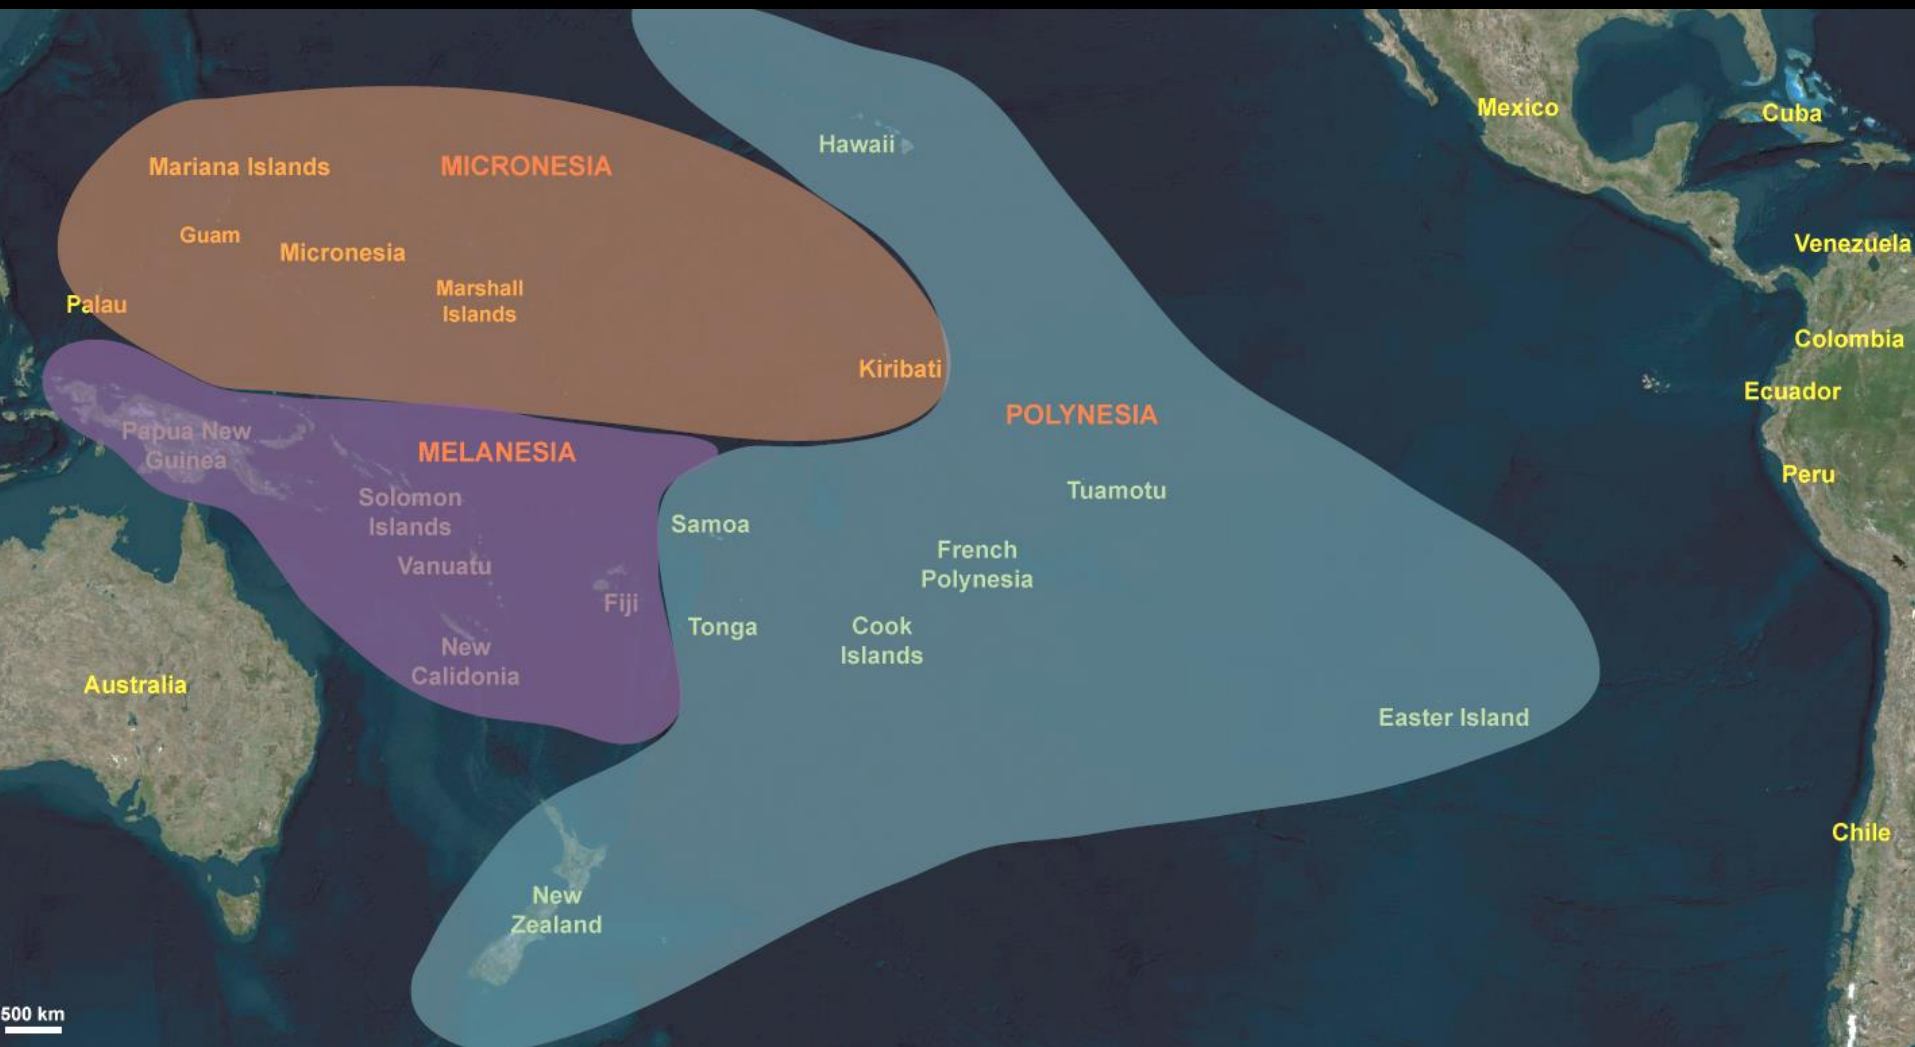 Mexico
Cuba
Hawaii
Mariana Islands
MICRONESIA
Guam
Micronesia
Venezuela
Marshall
Islands
Palau
Colombia
Kiribati
Ecuador
POLYNESIA
Papua New
Guinea
MELANESIA
Peru
Tuamotu
Solomon
Islands
Samoa
French
Polynesia
Vanuatu
Fiji
Tonga
Cook
Islands
New
Calidonia
Australia
Easter Island
Chile
New
Zealand
500 km